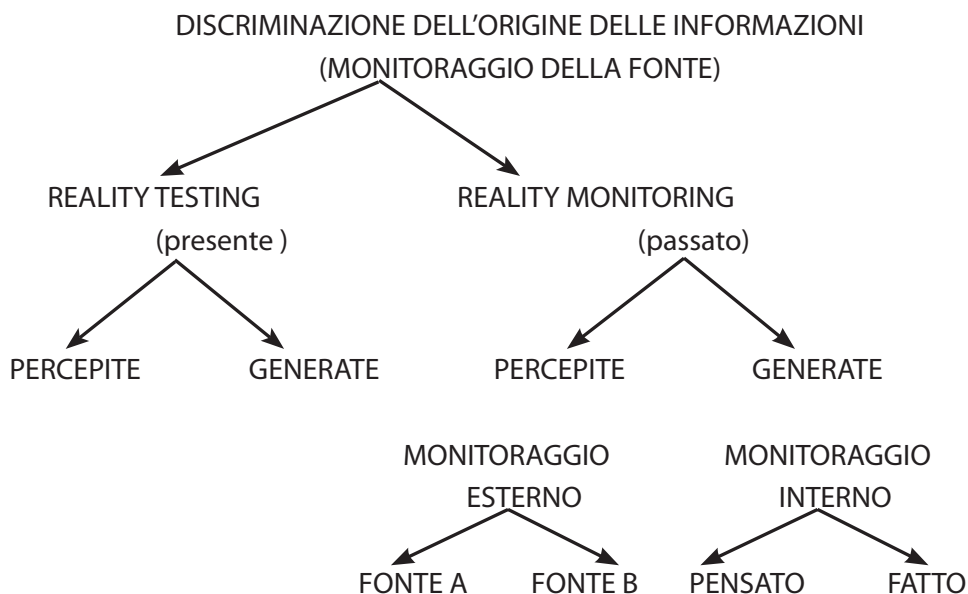 DISCRIMINAZIONE DELL'ORIGINE DELLE INFORMAZIONI
(MONITORAGGIO DELLA FONTE)
REALITY TESTING
(presente )
REALITY MONITORING
(passato)
PERCEPITE
GENERATE
PERCEPITE
GENERATE
MONITORAGGIO
ESTERNO
MONITORAGGIO
INTERNO
FONTE A
FONTE B
PENSATO
FATTO